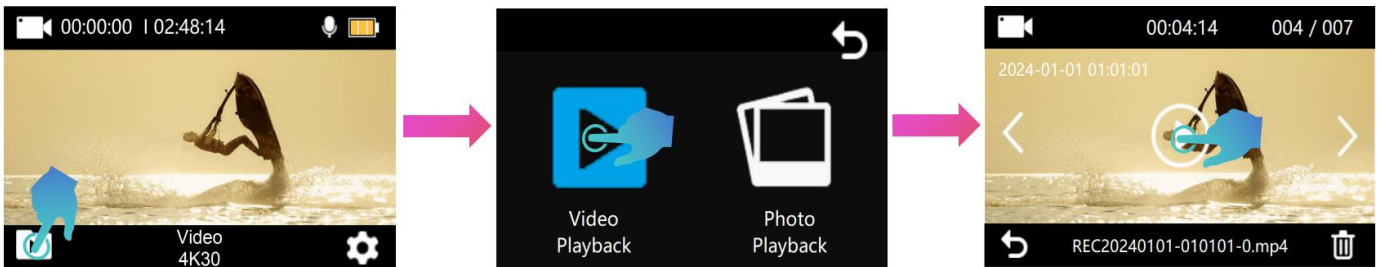 00:00:00 I 02:48:14
Video
4K30
Video
Playback
Photo
Playback
00:04:14 004 / 007
2024-01-01 01:01:01
REC20240101-010101-0.mp4